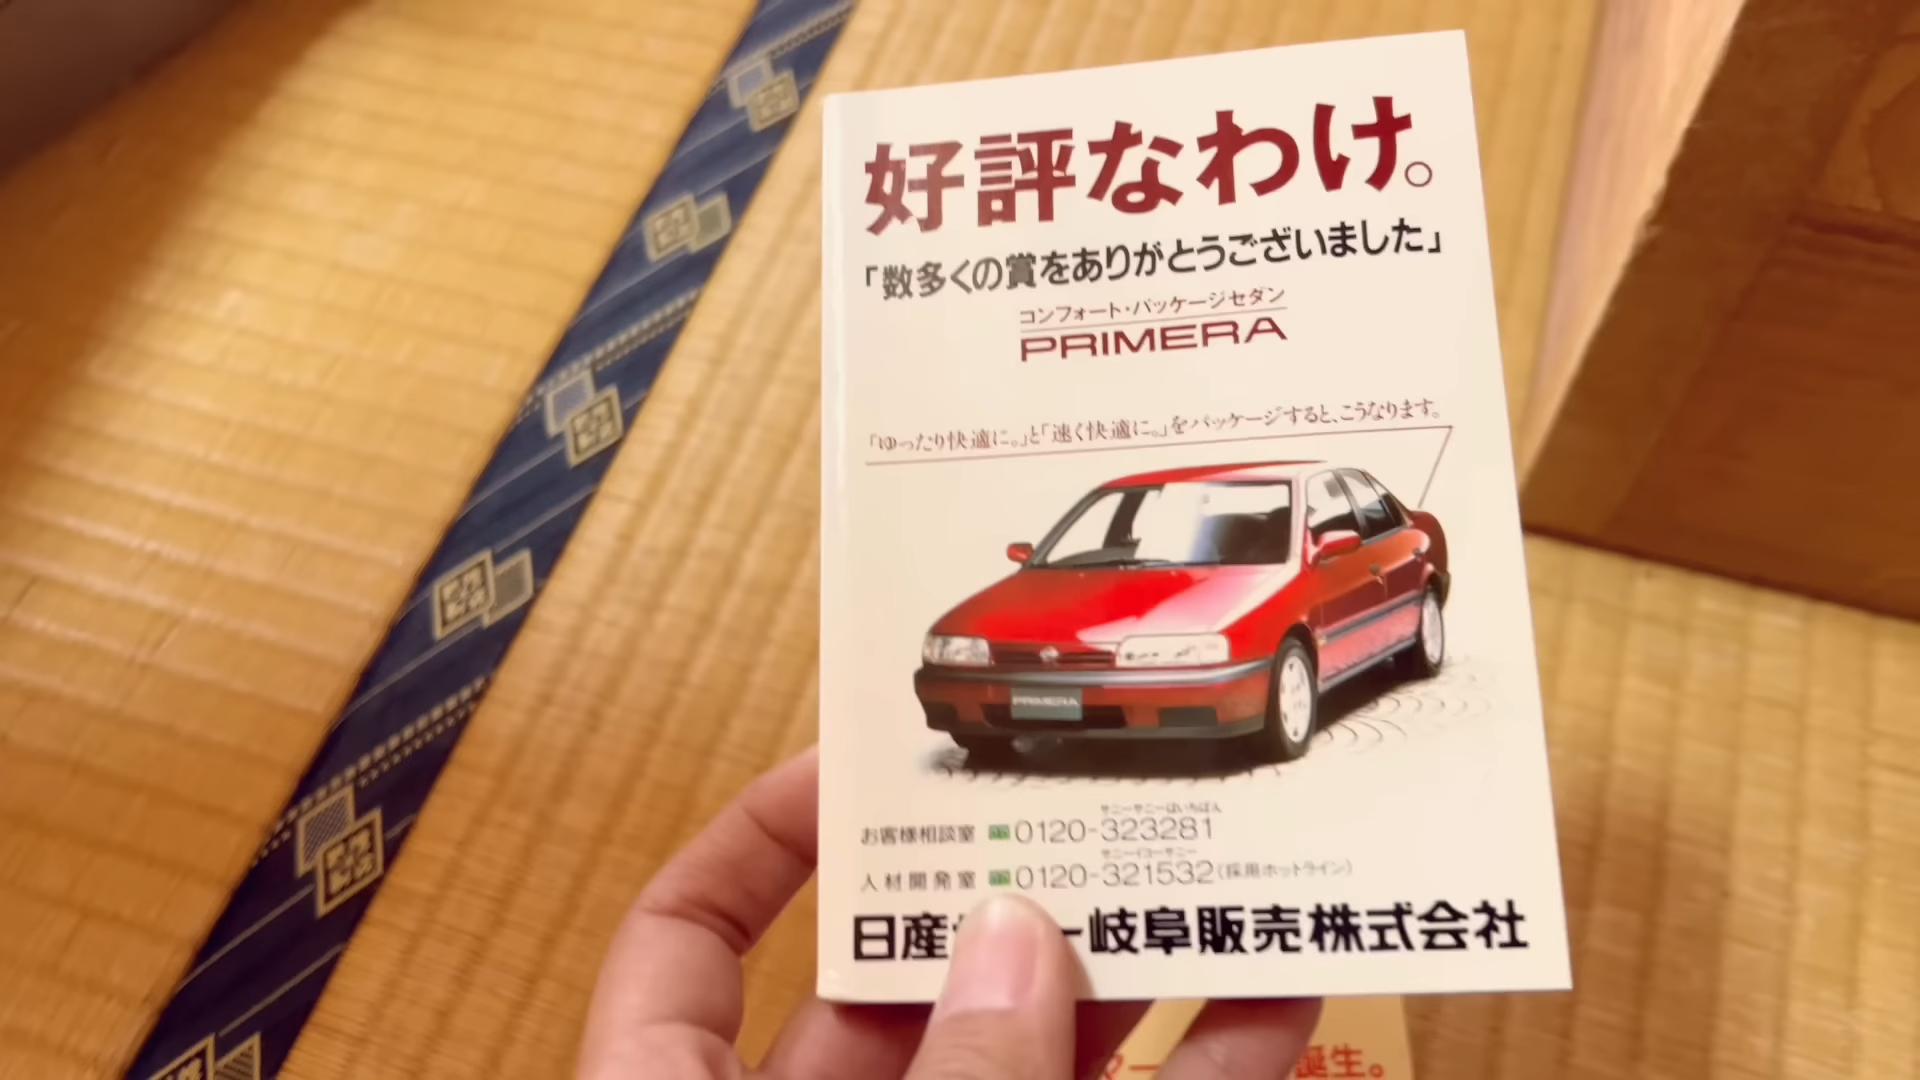 好評なわけ。
「数多くの賞をありがとうございました」
コンフォート・パッケージセダン
PRIMERA
「ゆったり快適に。」と「速く快適に。」をパッケージすると、こうなります。
PRIMERA
サニーサニーはいちばん
お客様相談室 0120-323281
サニーイコーサニー
人材開発室 0120-321532(採用ホットライン)
日産 ー岐阜販売株式会社
誕生。